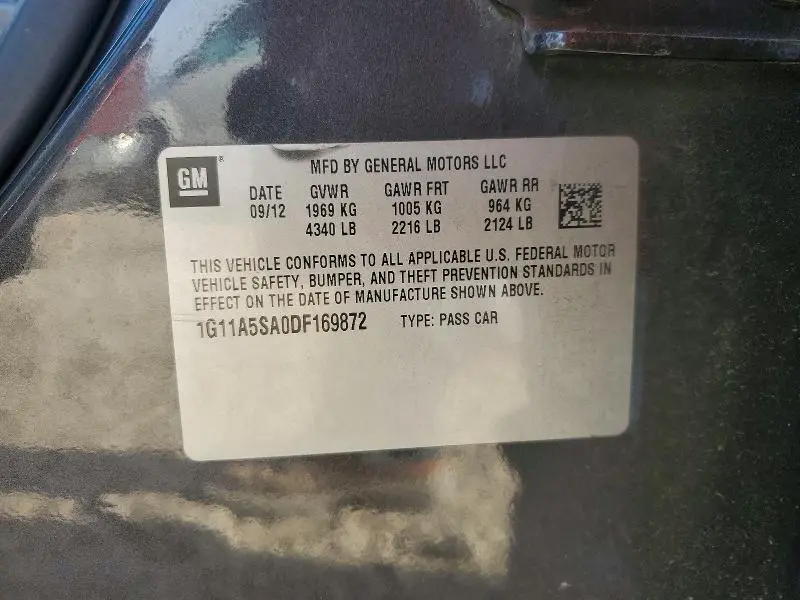 GM®
MFD BY GENERAL MOTORS LLC
DATE GVWR GAWR FRT GAWR RR
09/12 1969 KG 1005 KG 964 KG
4340 LB 2216 LB 2124 LB
THIS VEHICLE CONFORMS TO ALL APPLICABLE U.S. FEDERAL MOTOR
VEHICLE SAFETY, BUMPER, AND THEFT PREVENTION STANDARDS IN
EFFECT ON THE DATE OF MANUFACTURE SHOWN ABOVE.
1G11A5SA0DF169872 TYPE: PASS CAR